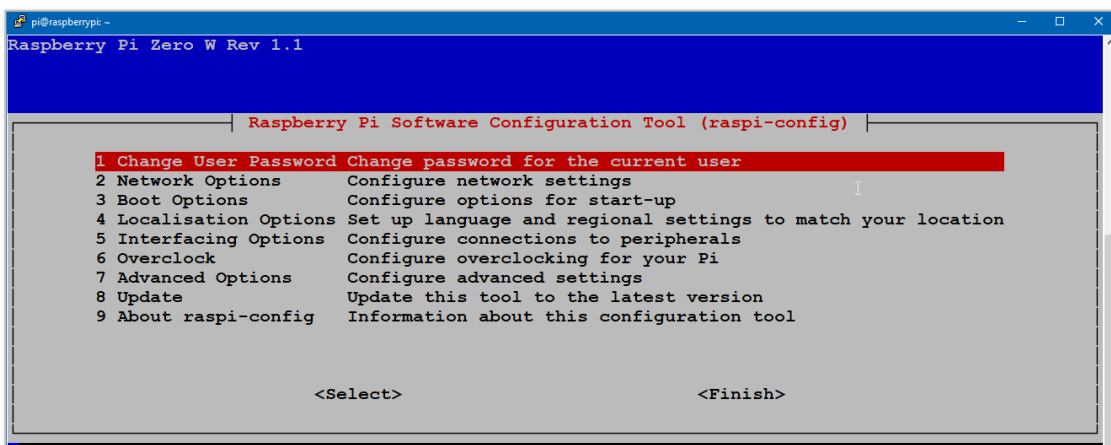 pi@raspberrypi: ~
Raspberry Pi Zero W Rev 1.1
Raspberry Pi Software Configuration Tool (raspi-config)
1 Change User Password Change password for the current user
2 Network Options Configure network settings
3 Boot Options Configure options for start-up
4 Localisation Options Set up language and regional settings to match your location
5 Interfacing Options Configure connections to peripherals
6 Overclock Configure overclocking for your Pi
7 Advanced Options Configure advanced settings
8 Update Update this tool to the latest version
9 About raspi-config Information about this configuration tool
<Select> <Finish>